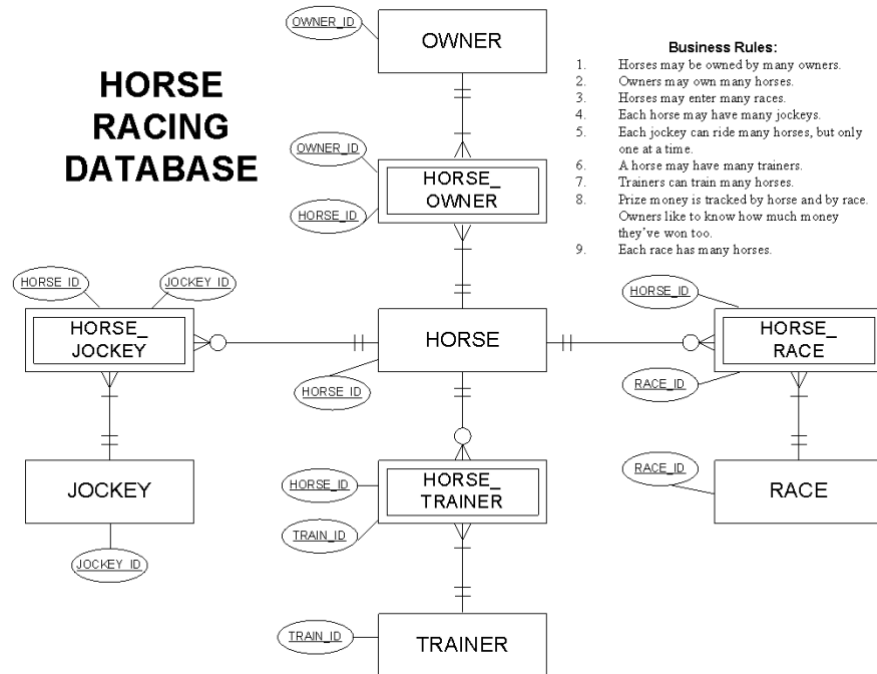 OWNER_ID
OWNER
HORSE
RACING
DATABASE
Business Rules:
1. Horses may be owned by many owners.
2. Owners may own many horses.
3. Horses may enter many races.
4. Each horse may have many jockeys.
5. Each jockey can ride many horses, but only
one at a time.
6. A horse may have many trainers.
7. Trainers can train many horses.
8. Prize money is tracked by horse and by race.
Owners like to know how much money
they've won too.
9. Each race has many horses.
OWNER_ID
HORSE_ID
HORSE_
OWNER
HORSE_ID
JOCKEY_ID
HORSE_
JOCKEY
HORSE
HORSE_ID
HORSE_ID
HORSE_
RACE
RACE_ID
JOCKEY
JOCKEY_ID
HORSE_ID
TRAIN_ID
HORSE_
TRAINER
RACE_ID
RACE
TRAIN_ID
TRAINER